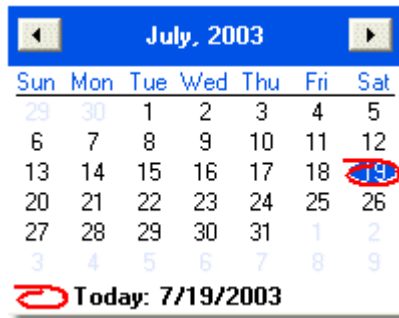 July, 2003
Sun Mon Tue Wed Thu Fri Sat
29 30 1 2 3 4 5
6 7 8 9 10 11 12
13 14 15 16 17 18 19
20 21 22 23 24 25 26
27 28 29 30 31 1 2
3 4 5 6 7 8 9
Today: 7/19/2003